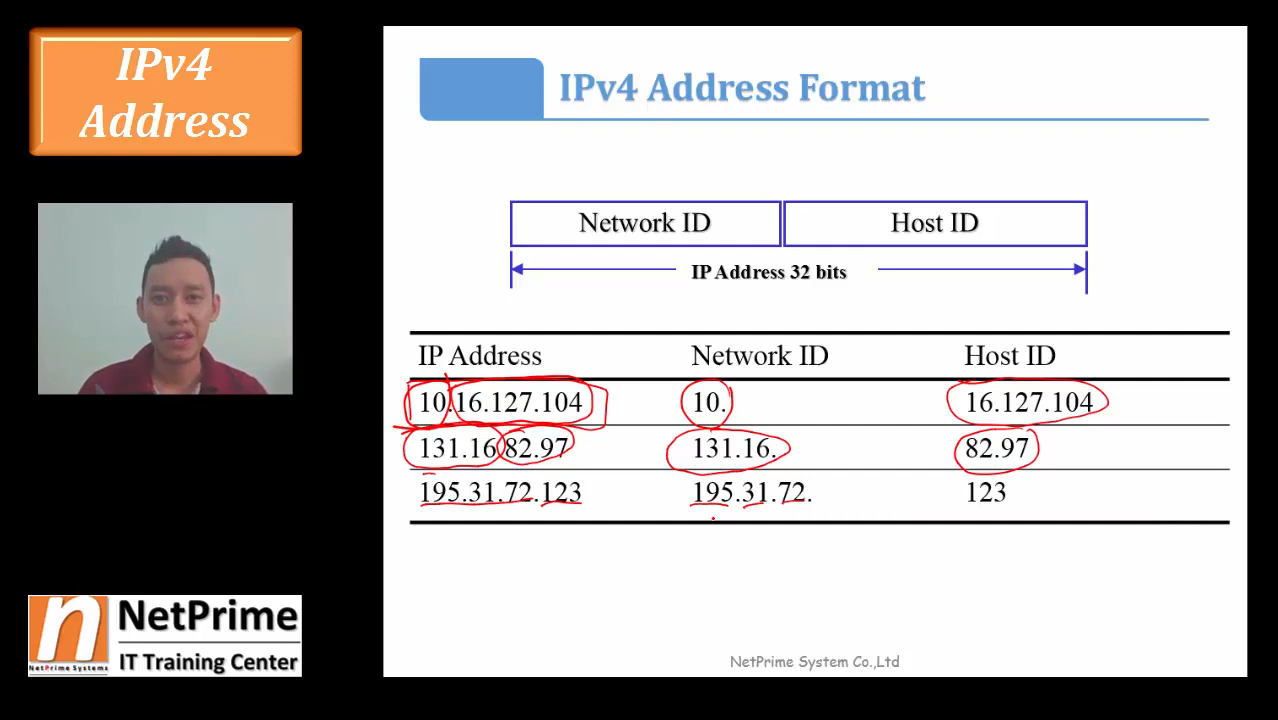 IPv4
Address
IPv4 Address Format
Network ID
Host ID
IP Address 32 bits
IP Address Network ID Host ID
10.16.127.104 10. 16.127.104
131.16 82.97 131.16. 82.97
195.31.72.123 195.31.72. 123
n NetPrime
NetPrime Systems IT Training Center
NetPrime System Co.,Ltd